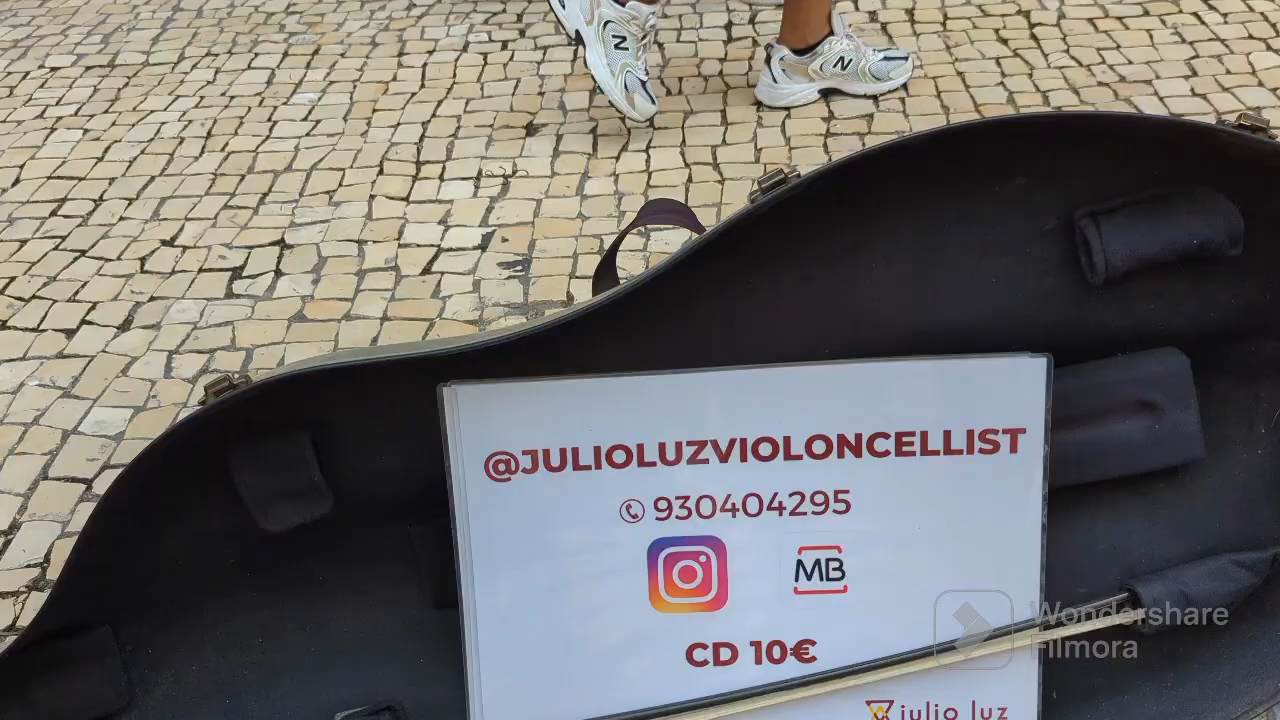 N
N
@JULIOLUZVIOLONCELLIST
930404295
MB
CD 10€
julio luz
Wondershare
Filmora